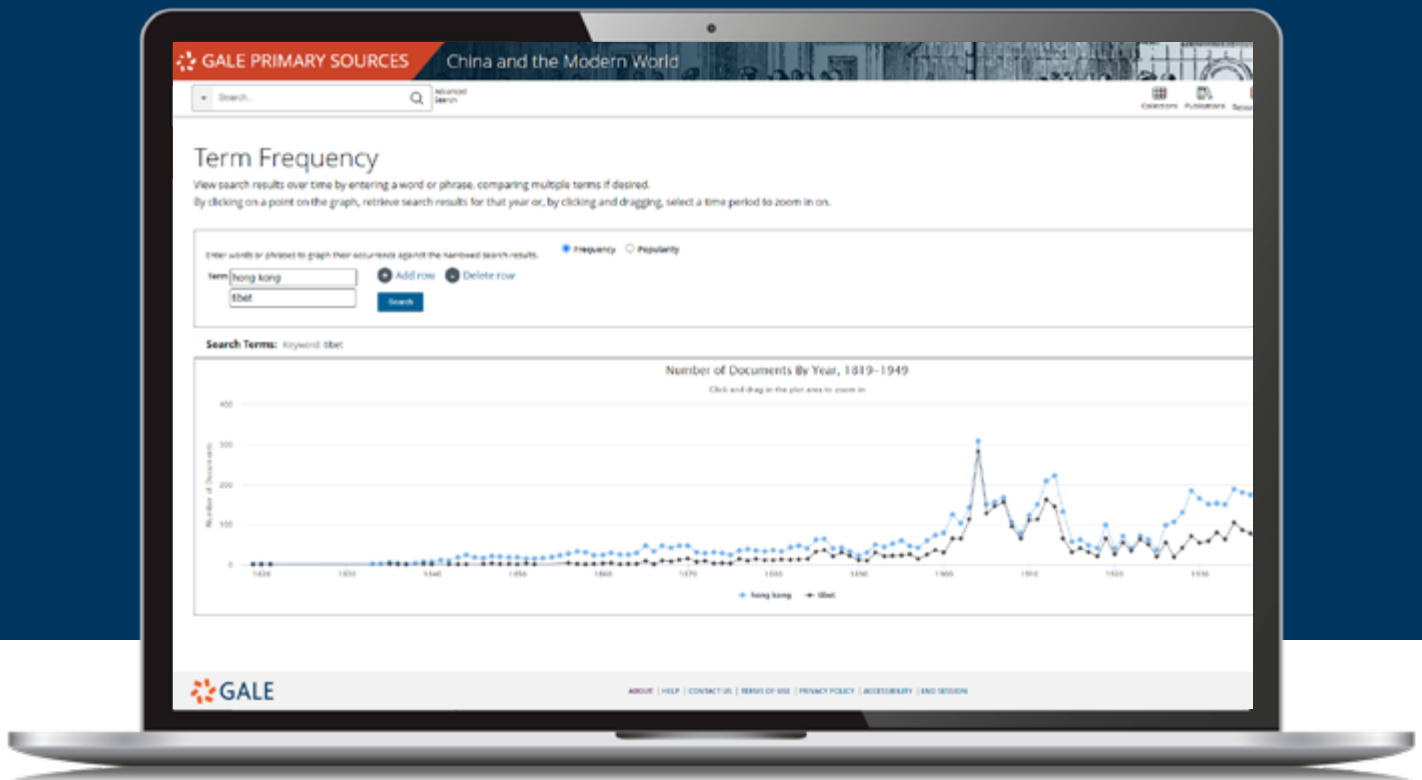 GALE PRIMARY SOURCES
China and the Modern World
Search...
Advanced
Search
Collections Publications
Term Frequency
View search results over time by entering a word or phrase, comparing multiple terms if desired.
By clicking on a point on the graph, retrieve search results for that year or, by clicking and dragging, select a time period to zoom in on.
Enter words or phrases to graph their occurrence against the narrowed search results.
Frequency Popularity
Term hong kong
Add row Delete row
tibet
Search
Search Terms: Keyword: tibet
Number of Documents By Year, 1819–1949
Click and drag in the plot area to zoom in
Number of Documents
400
300
200
100
0
1820 1830 1840 1850 1860 1870 1880 1890 1900 1910 1920 1930
hong kong tibet
GALE
ABOUT | HELP | CONTACT US | TERMS OF USE | PRIVACY POLICY | ACCESSIBILITY | END SESSION